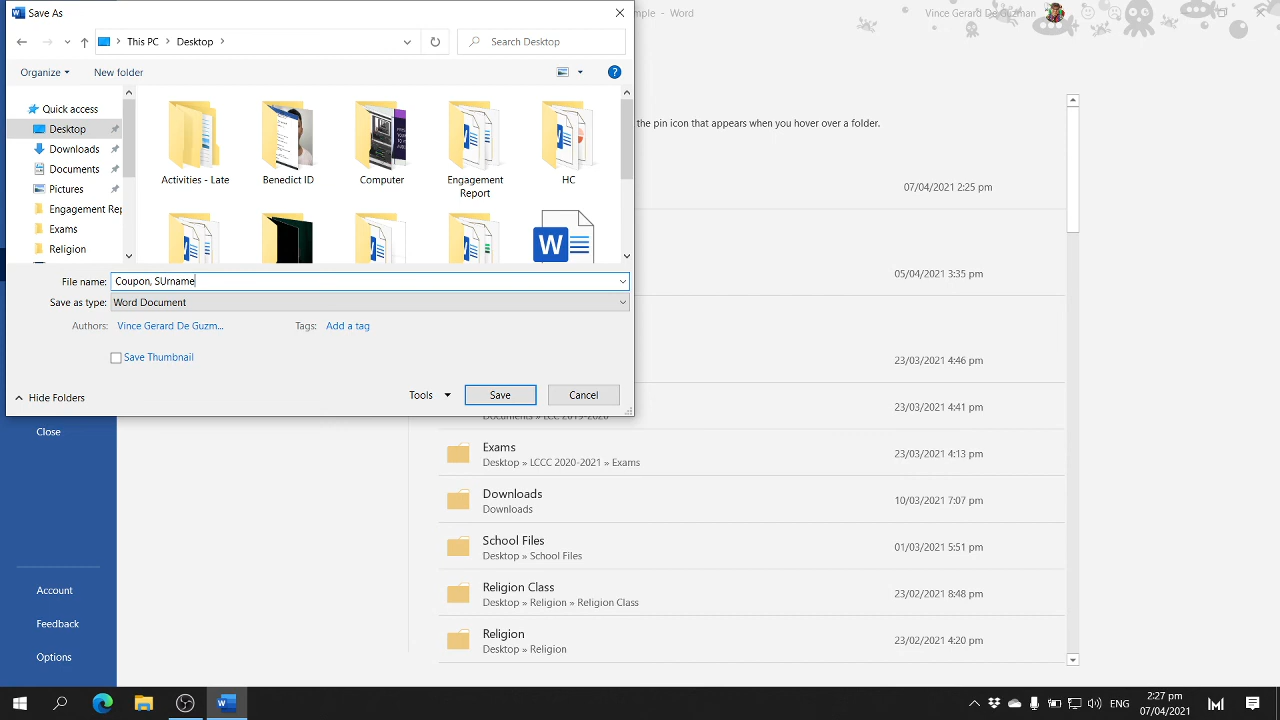 Save As
mple - Word
Vince Gerard De Guzman
This PC > Desktop >
Search Desktop
Organize
New folder
Quick access
Desktop
Downloads
Documents
Pictures
Engagement Rep
Exams
Religion
Activities - Late
Benedict ID
Computer
Engagement
Report
HC
File name:
Coupon, SUrname
Save as type:
Word Document
Authors:
Vince Gerard De Guzm...
Tags:
Add a tag
Save Thumbnail
Hide Folders
Tools
Save
Cancel
the pin icon that appears when you hover over a folder.
07/04/2021 2:25 pm
05/04/2021 3:35 pm
23/03/2021 4:46 pm
23/03/2021 4:41 pm
Documents » LCC 2019-2020
Exams
Desktop » LCCC 2020-2021 » Exams
23/03/2021 4:13 pm
Downloads
Downloads
10/03/2021 7:07 pm
School Files
Desktop » School Files
01/03/2021 5:51 pm
Religion Class
Desktop » Religion » Religion Class
23/02/2021 8:48 pm
Religion
Desktop » Religion
23/02/2021 4:20 pm
Close
Account
Feedback
Options
ENG
2:27 pm
07/04/2021